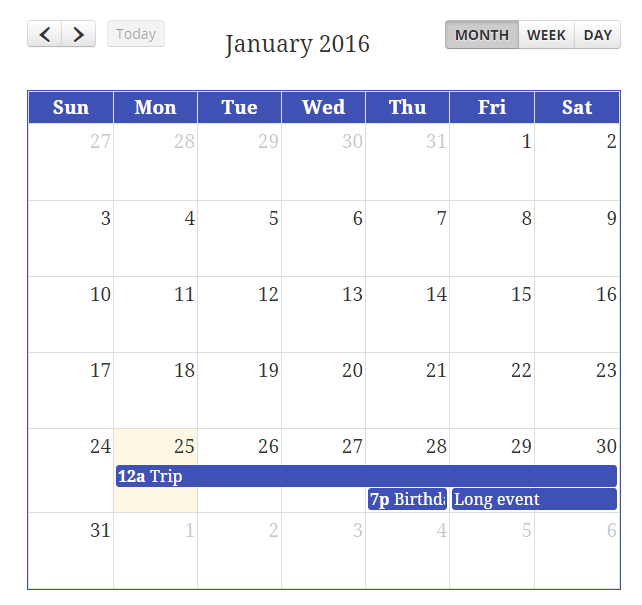 Today January 2016 MONTH WEEK DAY
Sun Mon Tue Wed Thu Fri Sat
27 28 29 30 31 1 2
3 4 5 6 7 8 9
10 11 12 13 14 15 16
17 18 19 20 21 22 23
24 25 26 27 28 29 30
12a Trip
7p Birthda Long event
31 1 2 3 4 5 6